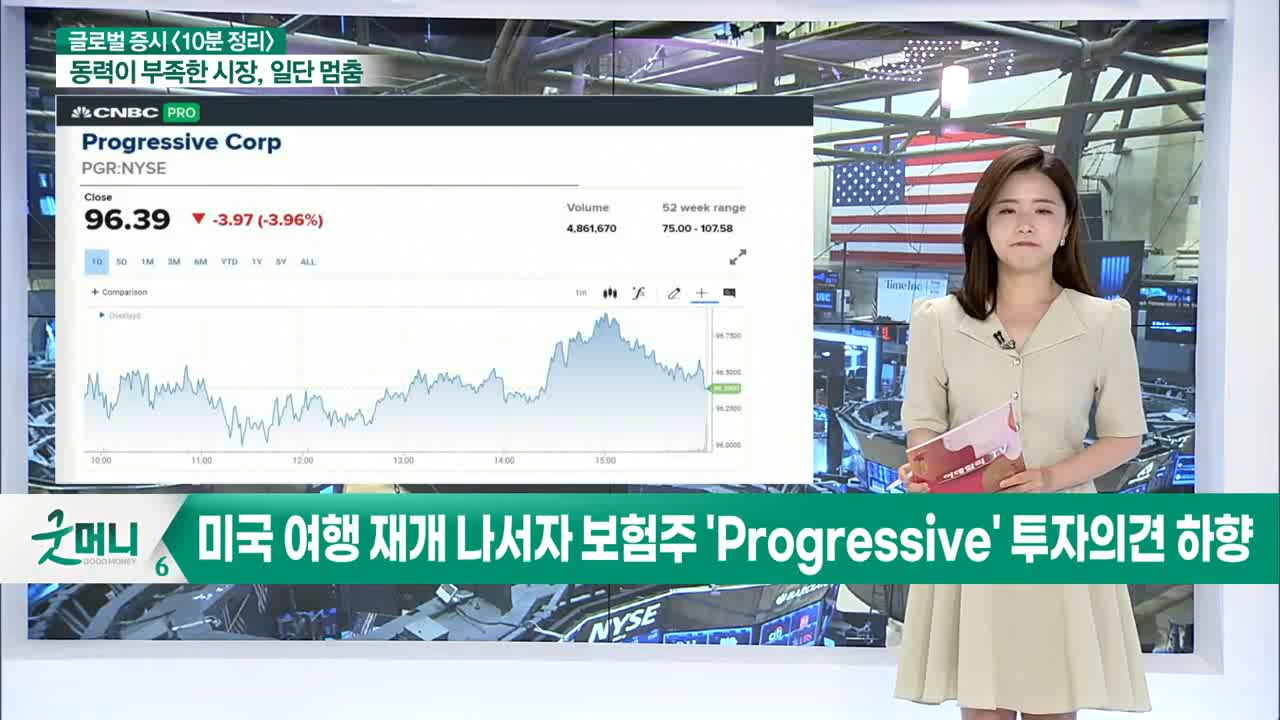 글로벌 증시 <10분 정리>
동력이 부족한 시장, 일단 멈춤
CNBC PRO
Progressive Corp
PGR:NYSE
Close
96.39 ▼ -3.97 (-3.96%)
Volume
4,861,670
52 week range
75.00 - 107.58
1D 5D 1M 3M 6M YTD 1Y 5Y ALL
+ Comparison
1m
Overlays
96.7500
96.5000
96.2500
96.0000
10:00 11:00 12:00 13:00 14:00 15:00
Time Inc
굿머니
GOOD MONEY
6
미국 여행 재개 나서자 보험주 'Progressive' 투자의견 하향
NYSE
BARCLAYS
citi